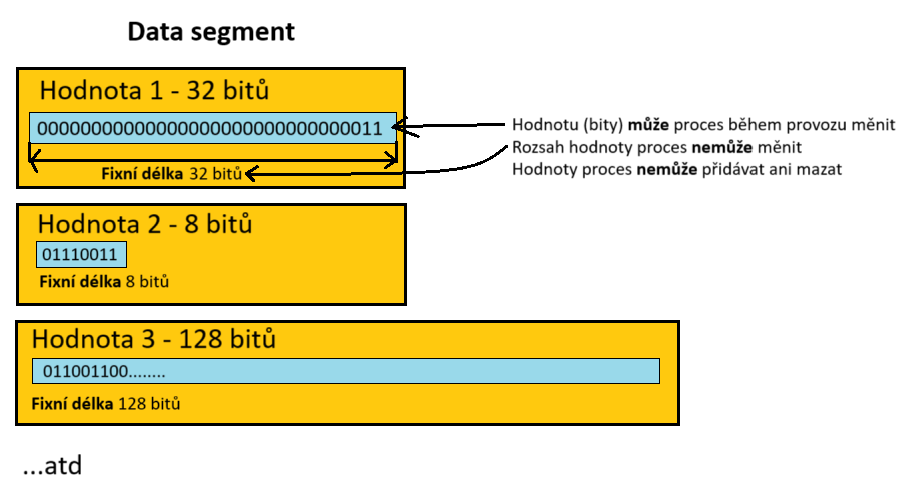 Data segment
Hodnota 1 - 32 bitů
00000000000000000000000000000011
Fixní délka 32 bitů
Hodnotu (bity) může proces během provozu měnit
Rozsah hodnoty proces nemůže měnit
Hodnoty proces nemůže přidávat ani mazat
Hodnota 2 - 8 bitů
01110011
Fixní délka 8 bitů
Hodnota 3 - 128 bitů
011001100........
Fixní délka 128 bitů
...atd